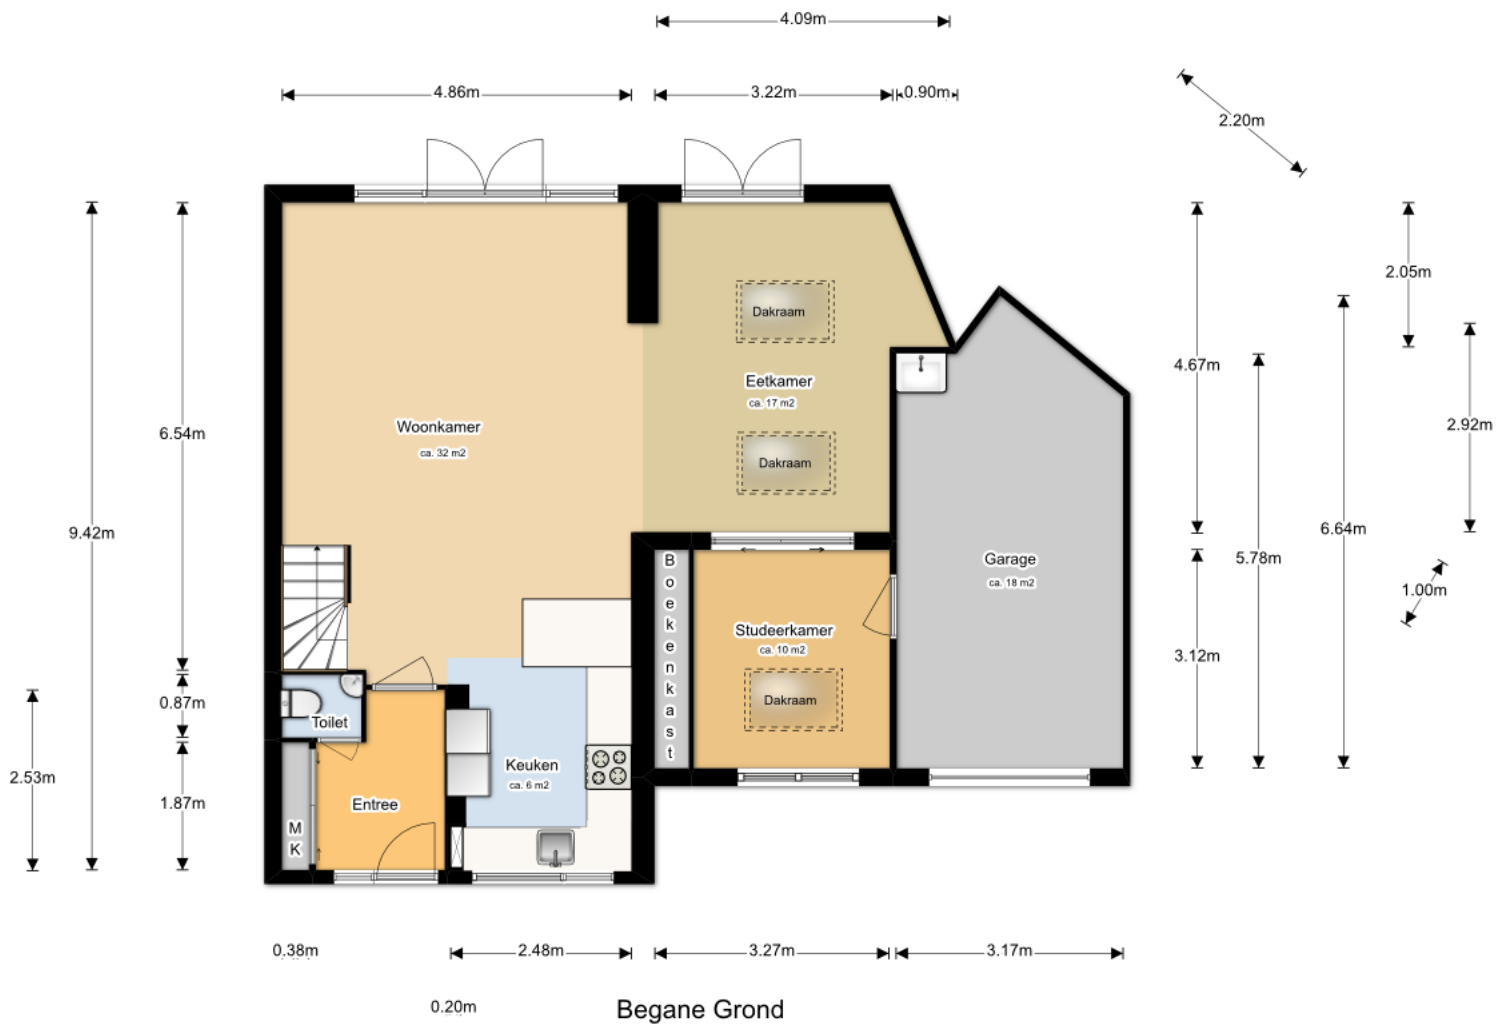 4.09m
4.86m
3.22m
0.90m
2.20m
Dakraam
2.05m
4.67m
Eetkamer
ca. 17 m2
Woonkamer
ca. 32 m2
6.54m
2.92m
Dakraam
9.42m
6.64m
5.78m
Boekenkast
Garage
ca. 18 m2
1.00m
Studeerkamer
ca. 10 m2
3.12m
Dakraam
0.87m
Toilet
2.53m
Keuken
ca. 6 m2
1.87m
Entree
MK
0.38m
2.48m
3.27m
3.17m
0.20m
Begane Grond